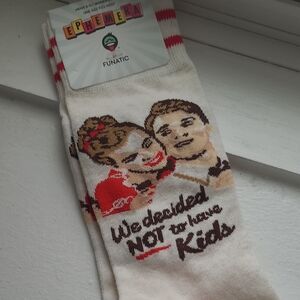 EPHEMERA
FUNATIC
We decided
NOT to have
Kids